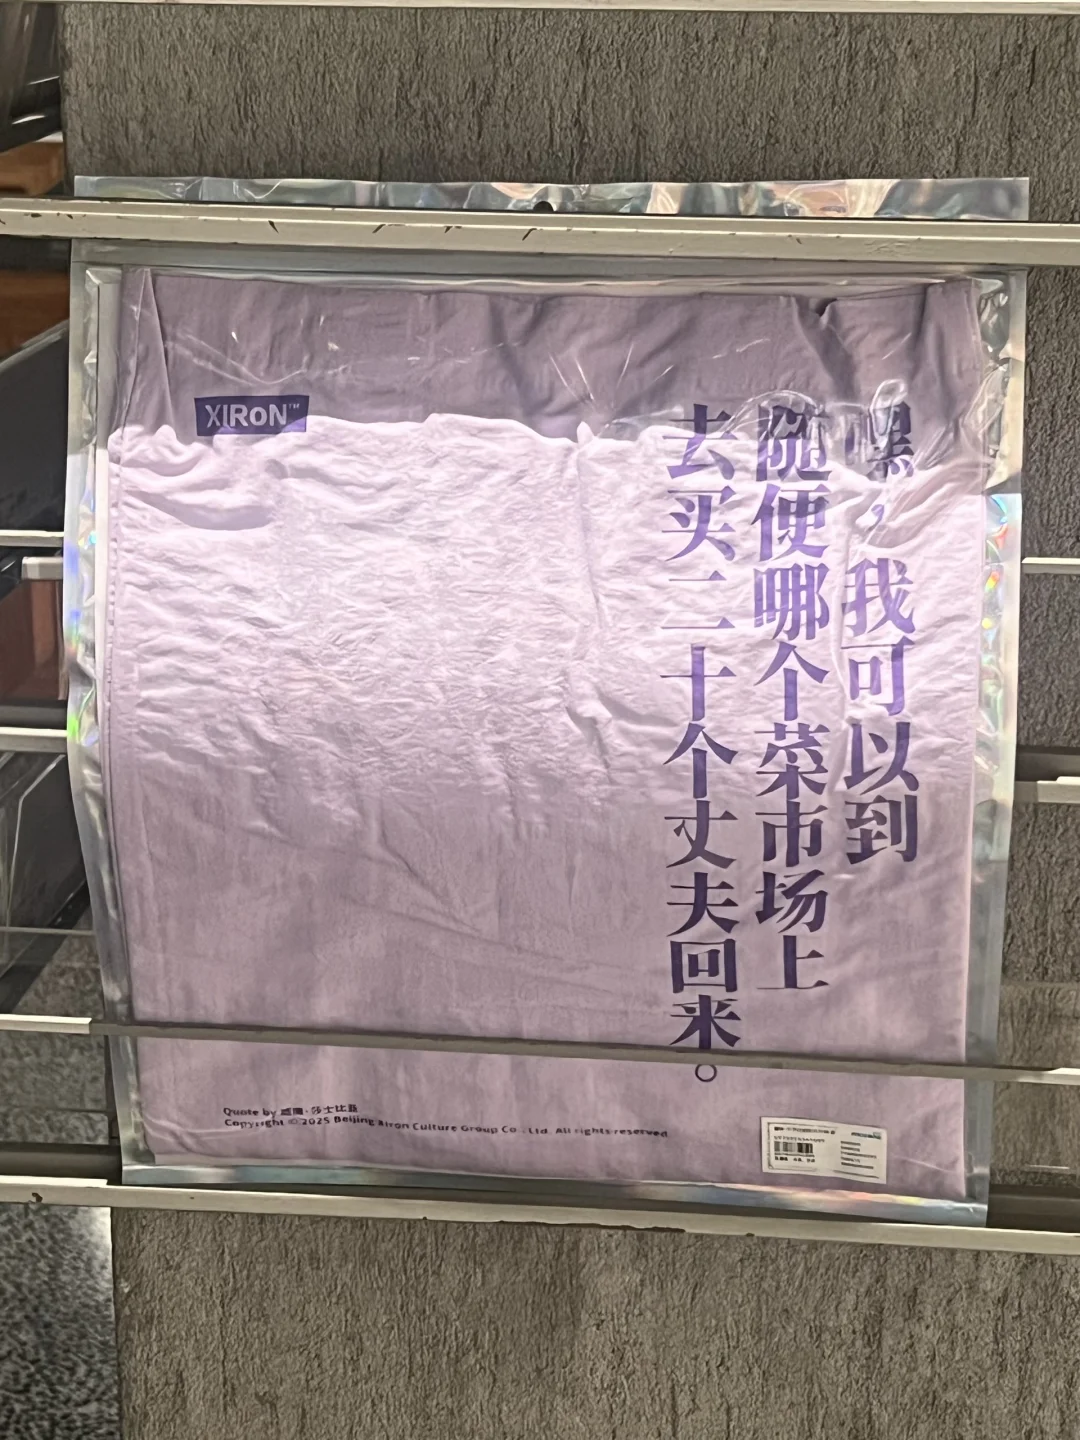 XIRON™
嘿，我可以到
随便哪个菜市场上
去买二十个丈夫回来。
Quote by 威廉·莎士比亚
Copyright © 2025 Beijing Xiron Culture Group Co., Ltd. All rights reserved.